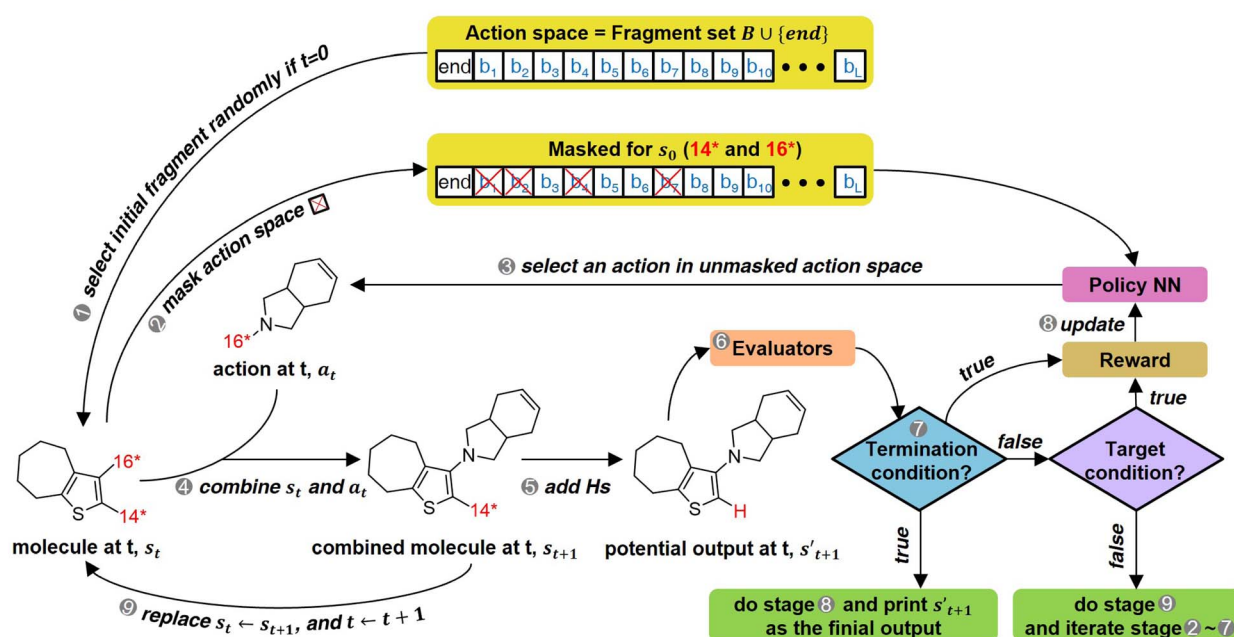 Action space = Fragment set B ∪ {end}
end b₁ b₂ b₃ b₄ b₅ b₆ b₇ b₈ b₉ b₁₀ • • • b_L
Masked for s₀ (14* and 16*)
end b₁ b₂ b₃ b₄ b₅ b₆ b₇ b₈ b₉ b₁₀ • • • b_L
1 select initial fragment randomly if t=0
2 mask action space
3 select an action in unmasked action space
Policy NN
8 update
Reward
N
16*
action at t, aₜ
6 Evaluators
true
true
7
Termination
condition?
false
Target
condition?
16*
14*
S
molecule at t, sₜ
4 combine sₜ and aₜ
N
S
14*
combined molecule at t, sₜ₊₁
5 add Hs
N
S
H
potential output at t, s'ₜ₊₁
true
false
9 replace sₜ ← sₜ₊₁, and t ← t + 1
do stage 8 and print s'ₜ₊₁
as the finial output
do stage 9
and iterate stage 2 ~ 7